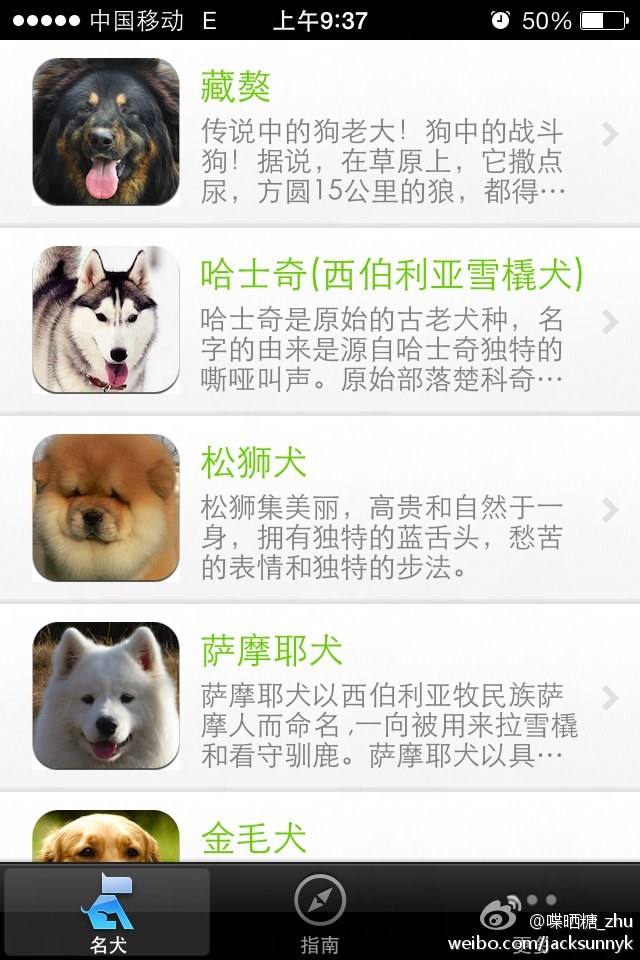 中国移动 E 上午9:37 50%
藏獒
传说中的狗老大！狗中的战斗
狗！据说，在草原上，它撒点
尿，方圆15公里的狼，都得…
哈士奇(西伯利亚雪橇犬)
哈士奇是原始的古老犬种，名
字的由来是源自哈士奇独特的
嘶哑叫声。原始部落楚科奇…
松狮犬
松狮集美丽，高贵和自然于一
身，拥有独特的蓝舌头，愁苦
的表情和独特的步法。
萨摩耶犬
萨摩耶犬以西伯利亚牧民族萨
摩人而命名,一向被用来拉雪橇
和看守驯鹿。萨摩耶犬以具…
金毛犬
名犬
指南
更多
@喋晒糖_zhu
weibo.com/jacksunnyk